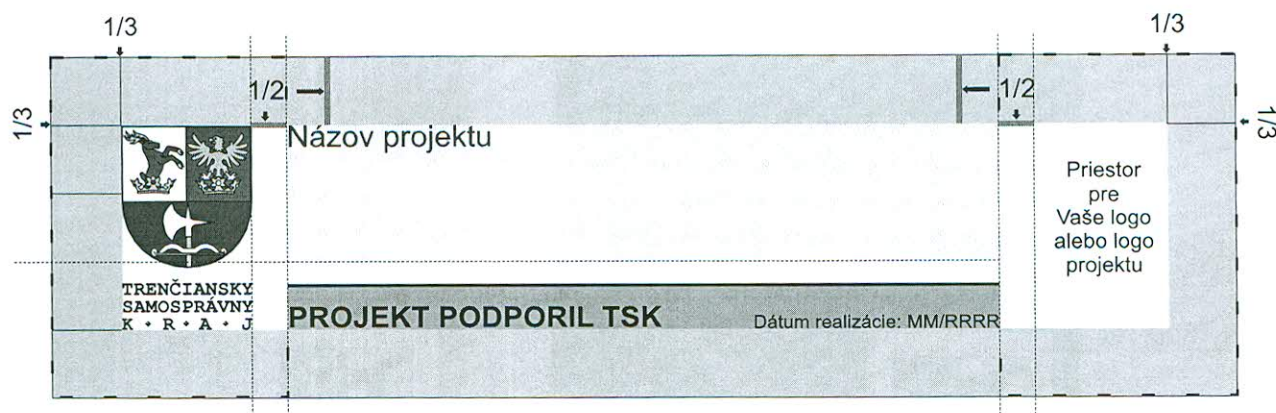 1/3
1/3
1/2
1/2
1/3
1/3
Názov projektu
Priestor
pre
Vaše logo
alebo logo
projektu
TRENČIANSKY
SAMOSPRÁVNY
K · R · A · J
PROJEKT PODPORIL TSK
Dátum realizácie: MM/RRRR